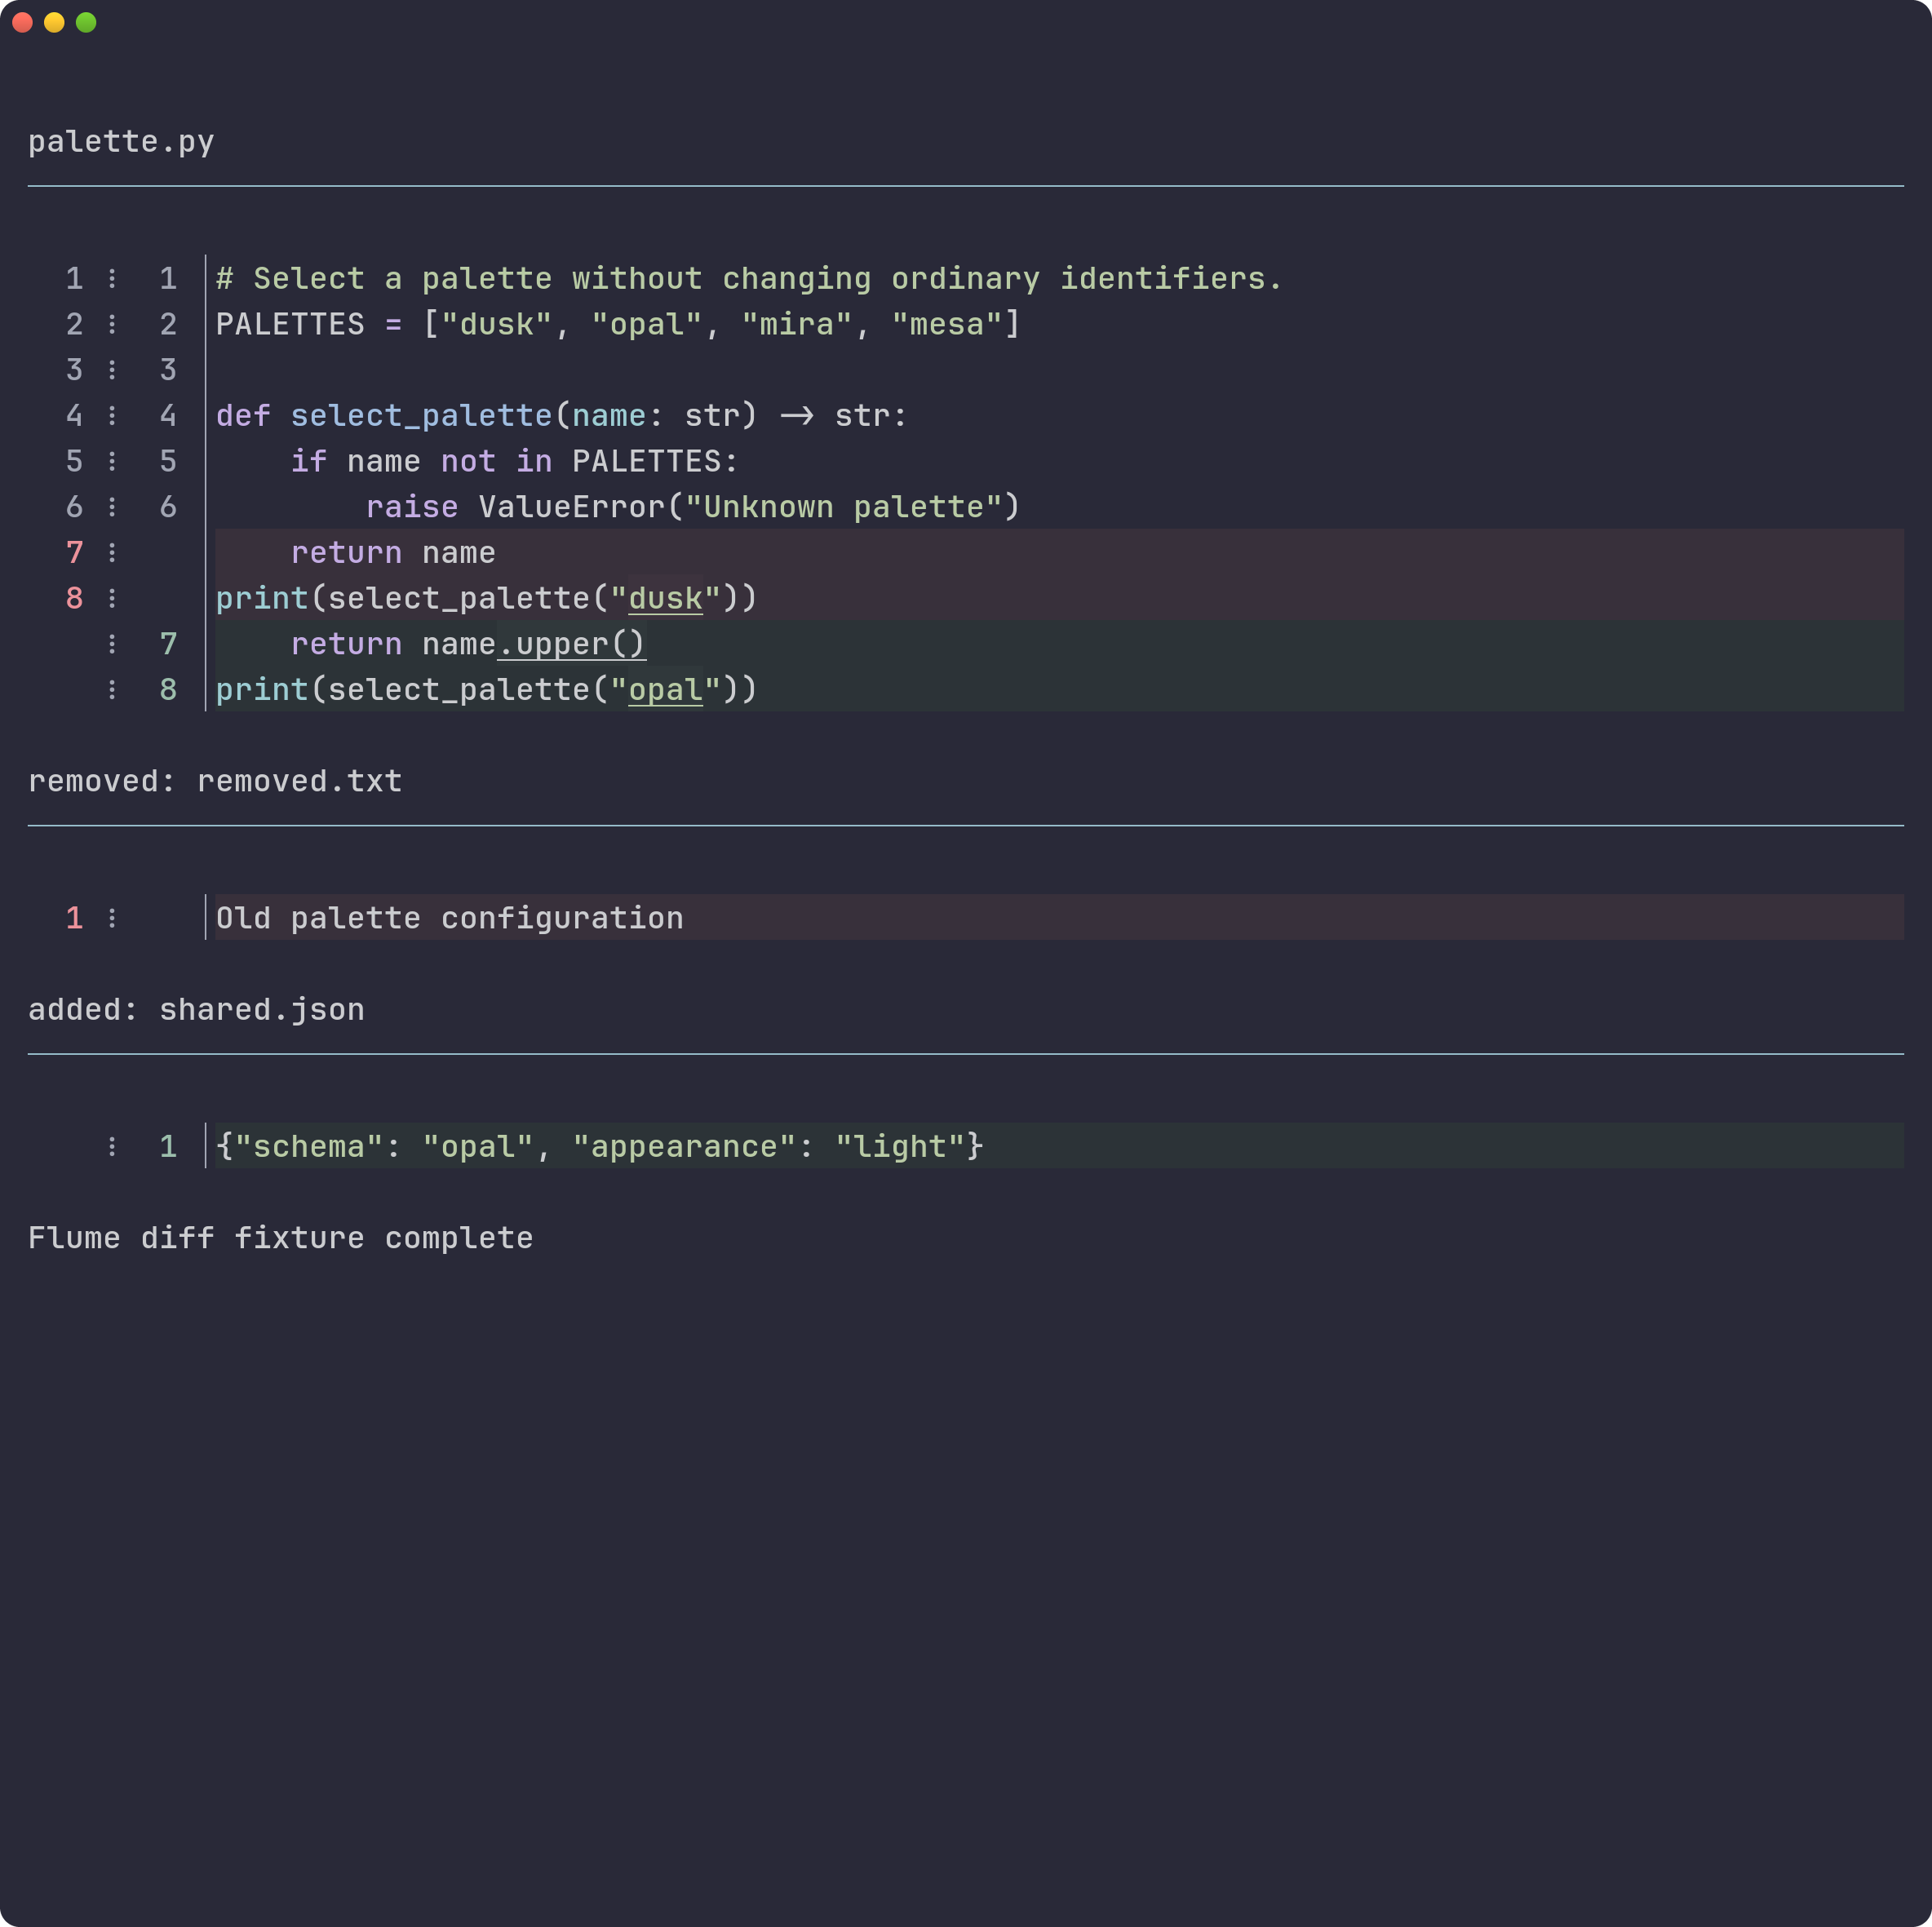 palette.py
1 ⋮ 1 │# Select a palette without changing ordinary identifiers.
2 ⋮ 2 │PALETTES = ["dusk", "opal", "mira", "mesa"]
3 ⋮ 3 │
4 ⋮ 4 │def select_palette(name: str) -> str:
5 ⋮ 5 │    if name not in PALETTES:
6 ⋮ 6 │        raise ValueError("Unknown palette")
7 ⋮   │    return name
8 ⋮   │print(select_palette("dusk"))
  ⋮ 7 │    return name.upper()
  ⋮ 8 │print(select_palette("opal"))
removed: removed.txt
1 ⋮   │Old palette configuration
added: shared.json
  ⋮ 1 │{"schema": "opal", "appearance": "light"}
Flume diff fixture complete